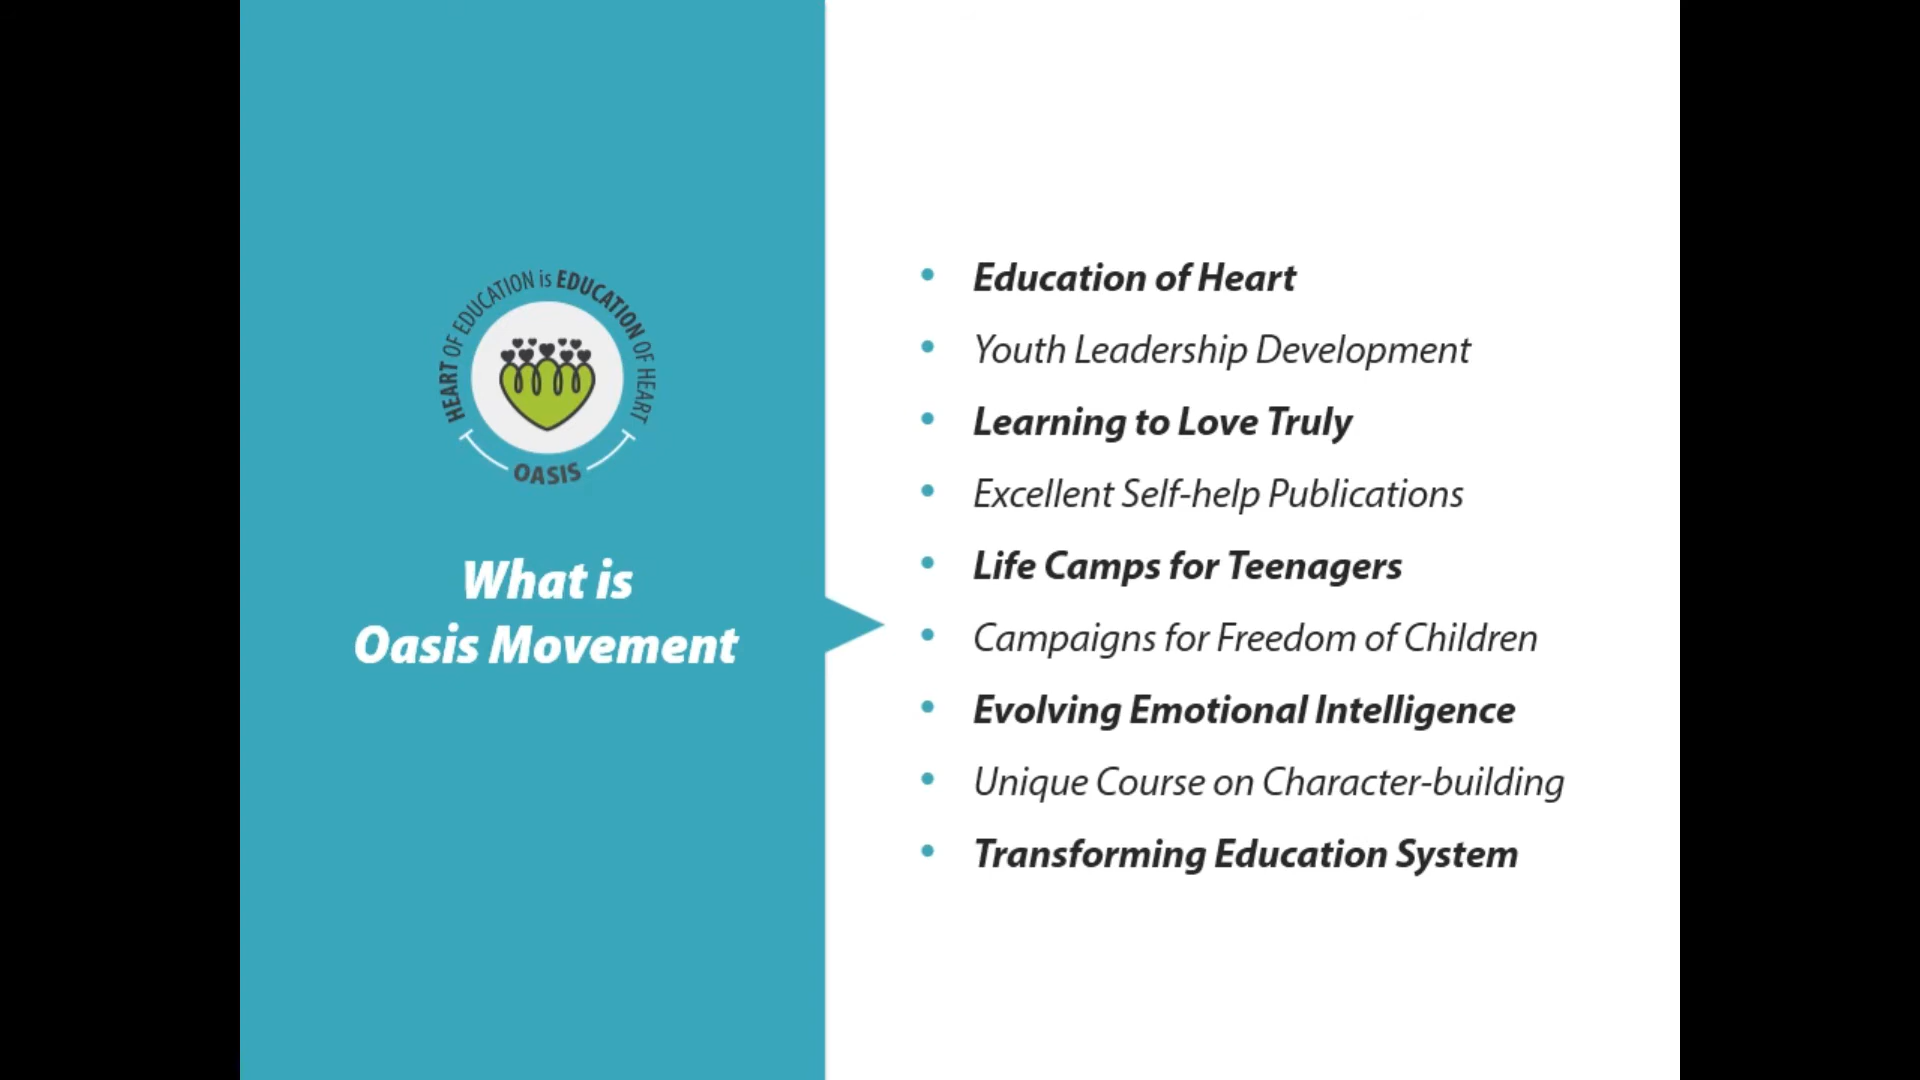 HEART OF EDUCATION is EDUCATION OF HEART
OASIS
What is
Oasis Movement
• Education of Heart
• Youth Leadership Development
• Learning to Love Truly
• Excellent Self-help Publications
• Life Camps for Teenagers
• Campaigns for Freedom of Children
• Evolving Emotional Intelligence
• Unique Course on Character-building
• Transforming Education System